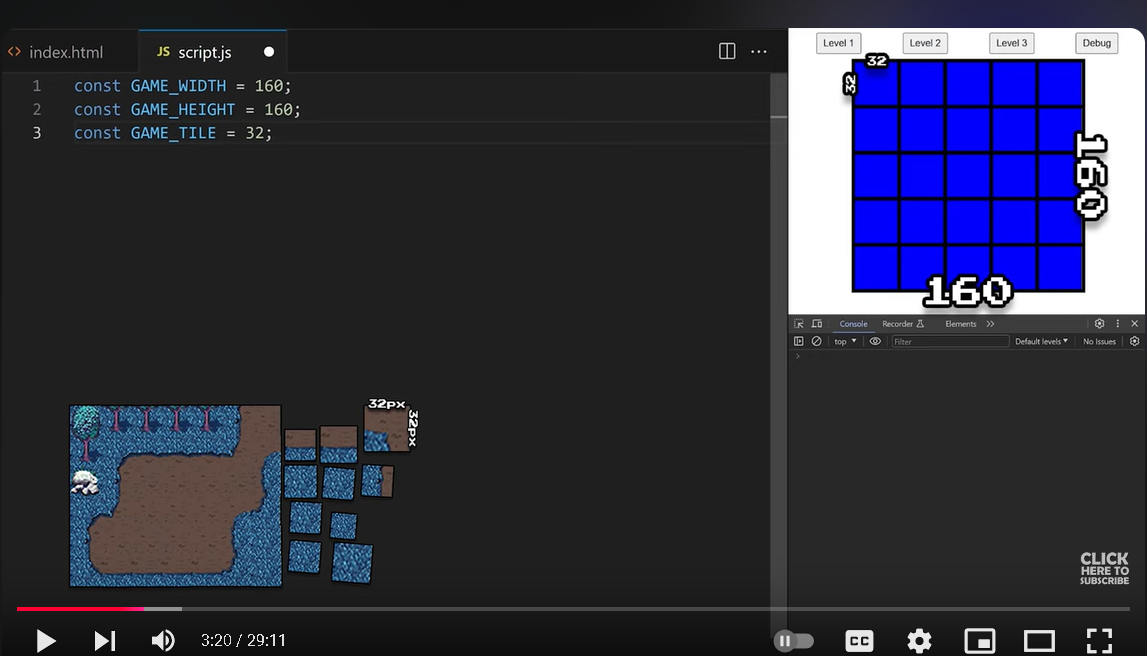 index.html
JS script.js
1 const GAME_WIDTH = 160;
2 const GAME_HEIGHT = 160;
3 const GAME_TILE = 32;
Level 1 Level 2 Level 3 Debug
32
32
160
160
Console Recorder Elements
top Filter Default levels No Issues
32px
32px
CLICK
HERE TO
SUBSCRIBE
3:20 / 29:11
CC